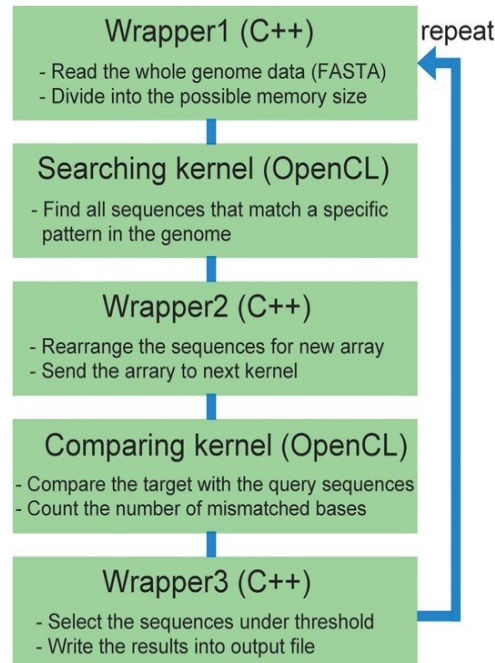 Wrapper1 (C++)
- Read the whole genome data (FASTA)
- Divide into the possible memory size
repeat
Searching kernel (OpenCL)
- Find all sequences that match a specific
pattern in the genome
Wrapper2 (C++)
- Rearrange the sequences for new array
- Send the arrary to next kernel
Comparing kernel (OpenCL)
- Compare the target with the query sequences
- Count the number of mismatched bases
Wrapper3 (C++)
- Select the sequences under threshold
- Write the results into output file